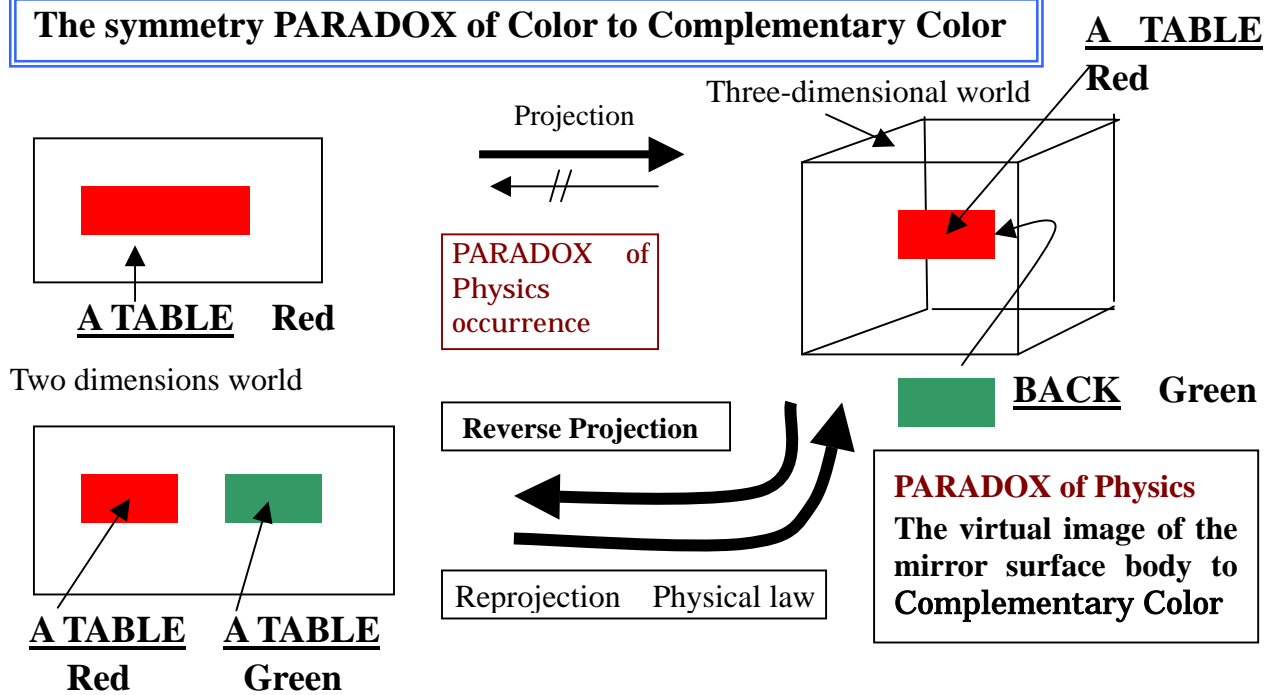 The symmetry PARADOX of Color to Complementary Color
A TABLE
Red
Three-dimensional world
Projection
PARADOX of
Physics
occurrence
A TABLE Red
Two dimensions world
BACK Green
Reverse Projection
PARADOX of Physics
The virtual image of the
mirror surface body to
Complementary Color
Reprojection Physical law
A TABLE A TABLE
Red Green